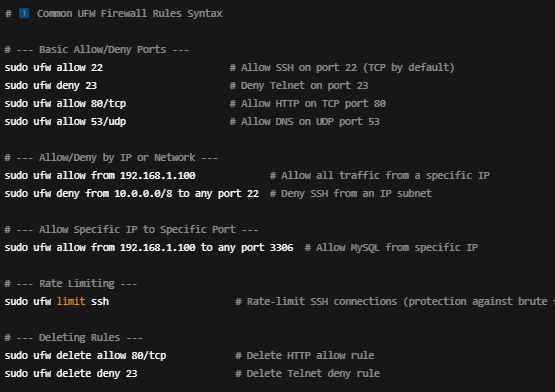 # 1️⃣ Common UFW Firewall Rules Syntax
# --- Basic Allow/Deny Ports ---
sudo ufw allow 22 # Allow SSH on port 22 (TCP by default)
sudo ufw deny 23 # Deny Telnet on port 23
sudo ufw allow 80/tcp # Allow HTTP on TCP port 80
sudo ufw allow 53/udp # Allow DNS on UDP port 53
# --- Allow/Deny by IP or Network ---
sudo ufw allow from 192.168.1.100 # Allow all traffic from a specific IP
sudo ufw deny from 10.0.0.0/8 to any port 22 # Deny SSH from an IP subnet
# --- Allow Specific IP to Specific Port ---
sudo ufw allow from 192.168.1.100 to any port 3306 # Allow MySQL from specific IP
# --- Rate Limiting ---
sudo ufw limit ssh # Rate-limit SSH connections (protection against brute
# --- Deleting Rules ---
sudo ufw delete allow 80/tcp # Delete HTTP allow rule
sudo ufw delete deny 23 # Delete Telnet deny rule